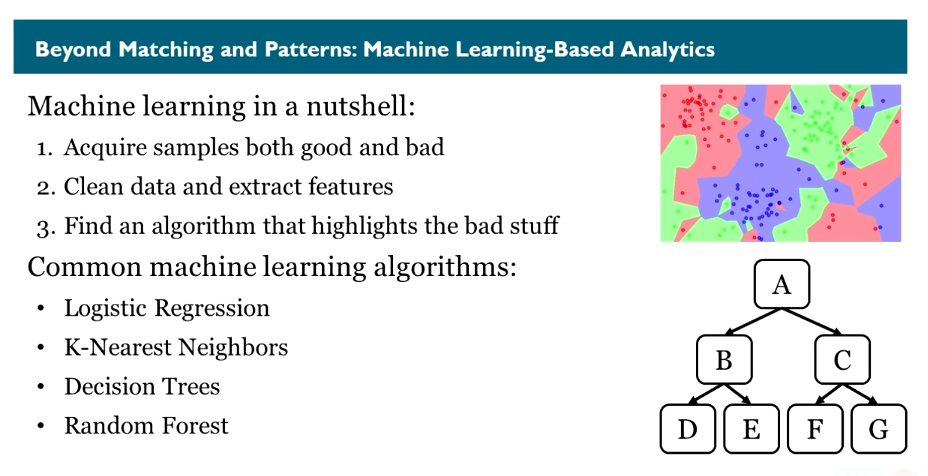 Beyond Matching and Patterns: Machine Learning-Based Analytics
Machine learning in a nutshell:
1. Acquire samples both good and bad
2. Clean data and extract features
3. Find an algorithm that highlights the bad stuff
Common machine learning algorithms:
• Logistic Regression
• K-Nearest Neighbors
• Decision Trees
• Random Forest
A
B C
D E F G